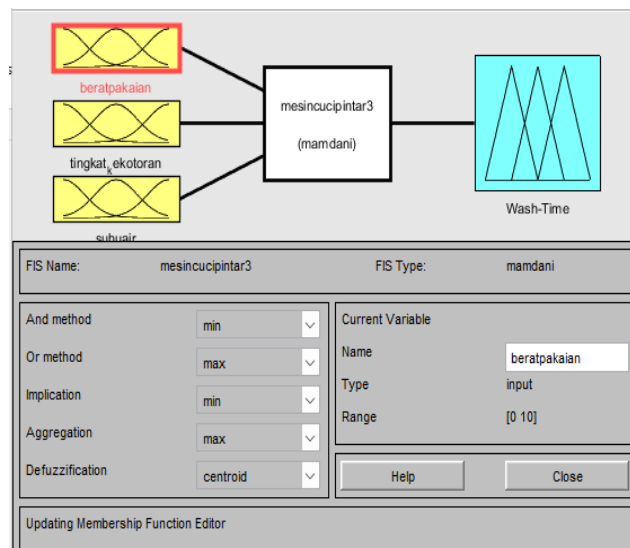 beratpakaian
mesincucipintar3
(mamdani)
tingkatkekotoran
Wash-Time
suhuair
FIS Name: mesincucipintar3 FIS Type: mamdani
And method min
Or method max
Implication min
Aggregation max
Defuzzification centroid
Current Variable
Name beratpakaian
Type input
Range [0 10]
Help Close
Updating Membership Function Editor